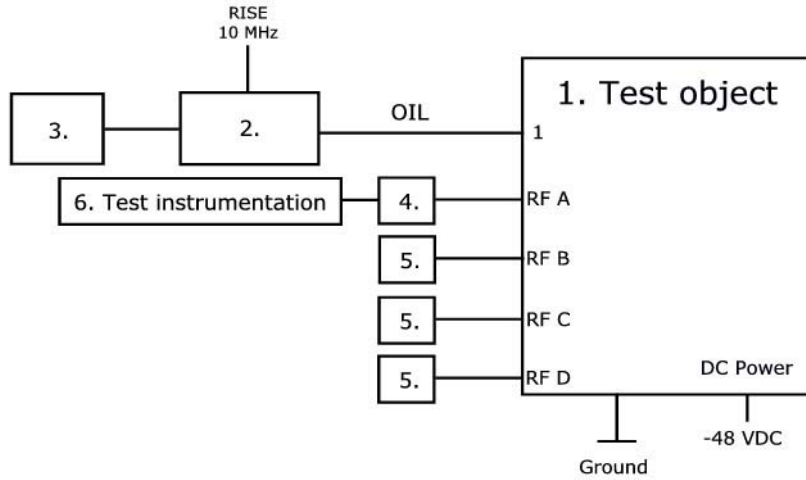 RISE
10 MHz
1. Test object
3.
2.
OIL
1
6. Test instrumentation
4.
RF A
5.
RF B
5.
RF C
5.
RF D
DC Power
-48 VDC
Ground